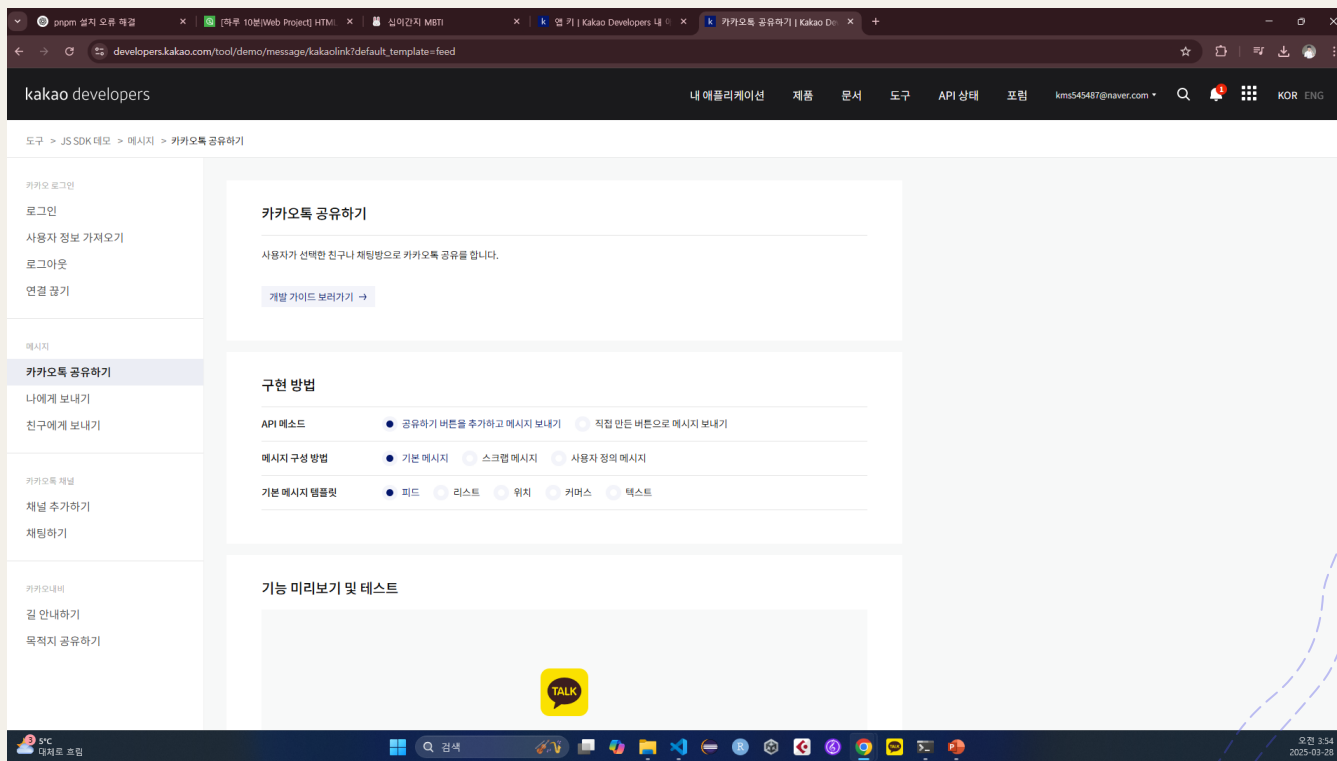 pnpm 설치 오류 해결
[하루 10분|Web Project] HTML
십이간지 MBTI
앱 키 | Kakao Developers 내
카카오톡 공유하기 | Kakao De
developers.kakao.com/tool/demo/message/kakaolink?default_template=feed
kakao developers
내 애플리케이션 제품 문서 도구 API 상태 포럼 kms545487@naver.com 1 KOR ENG
도구 > JS SDK 데모 > 메시지 > 카카오톡 공유하기
카카오 로그인
로그인
사용자 정보 가져오기
로그아웃
연결 끊기
메시지
카카오톡 공유하기
나에게 보내기
친구에게 보내기
카카오톡 채널
채널 추가하기
채팅하기
카카오내비
길 안내하기
목적지 공유하기
카카오톡 공유하기
사용자가 선택한 친구나 채팅방으로 카카오톡 공유를 합니다.
개발 가이드 보러가기 →
구현 방법
API 메소드 공유하기 버튼을 추가하고 메시지 보내기 직접 만든 버튼으로 메시지 보내기
메시지 구성 방법 기본 메시지 스크랩 메시지 사용자 정의 메시지
기본 메시지 템플릿 피드 리스트 위치 커머스 텍스트
기능 미리보기 및 테스트
TALK
3 5°C
대체로 흐림
검색
오전 3:54
2025-03-28